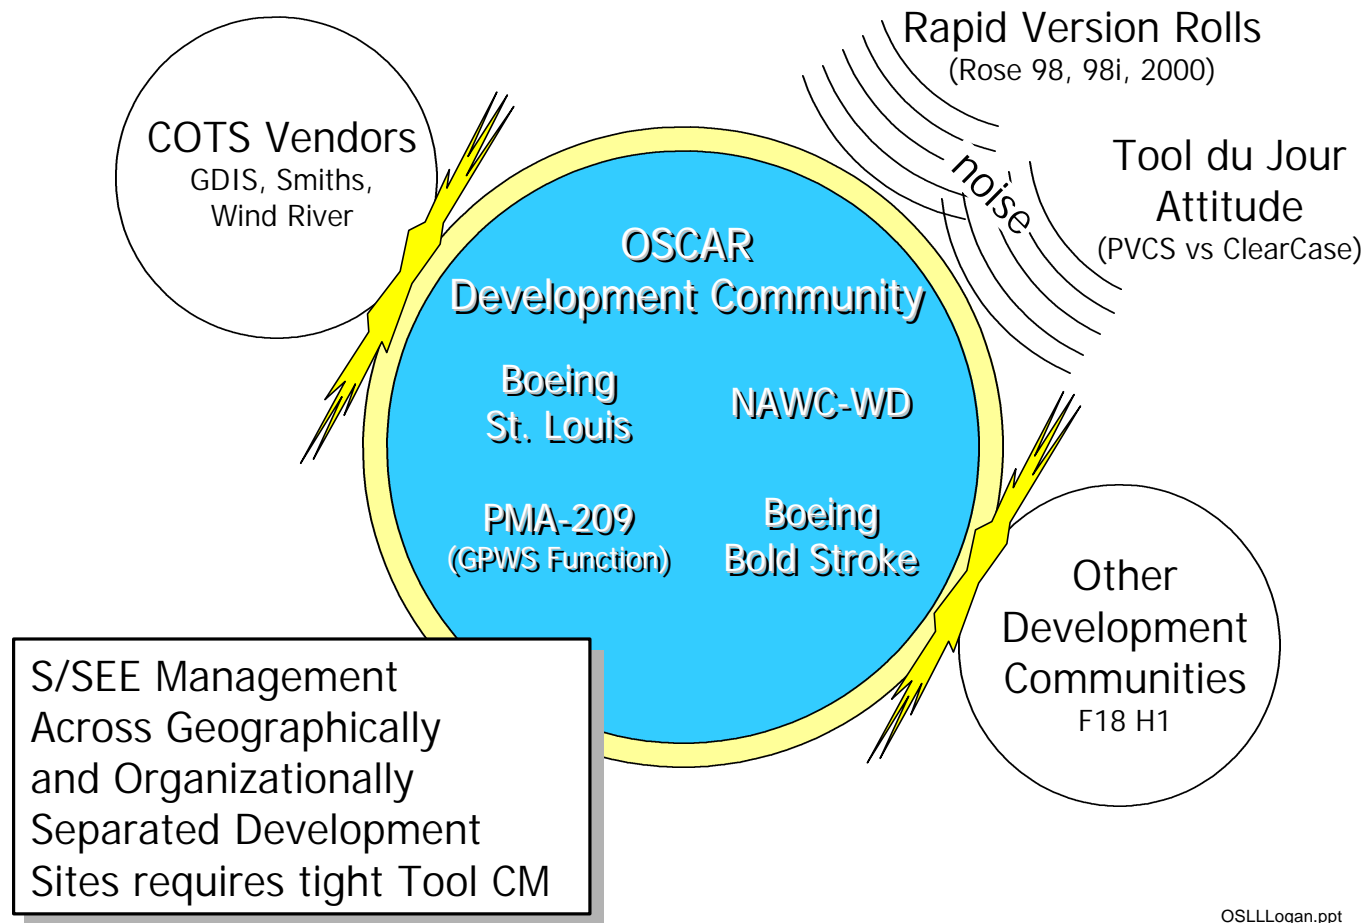 Rapid Version Rolls
(Rose 98, 98i, 2000)
COTS Vendors
GDIS, Smiths,
Wind River
noise
Tool du Jour
Attitude
(PVCS vs ClearCase)
OSCAR
Development Community
Boeing
St. Louis
NAWC-WD
PMA-209
(GPWS Function)
Boeing
Bold Stroke
Other
Development
Communities
F18 H1
S/SEE Management
Across Geographically
and Organizationally
Separated Development
Sites requires tight Tool CM
OSLLLogan.ppt